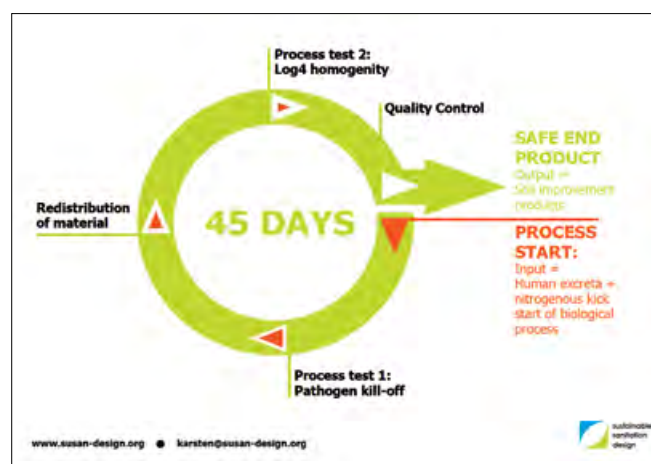 Process test 2:
Log4 homogenity
Quality Control
SAFE END
PRODUCT
Output =
Soil improvement
product
Redistribution
of material
45 DAYS
PROCESS
START:
Input =
Human excreta +
nitrogenous kick
start of biological
process
Process test 1:
Pathogen kill-off
www.susan-design.org ● karsten@susan-design.org
sustainable
sanitation
design